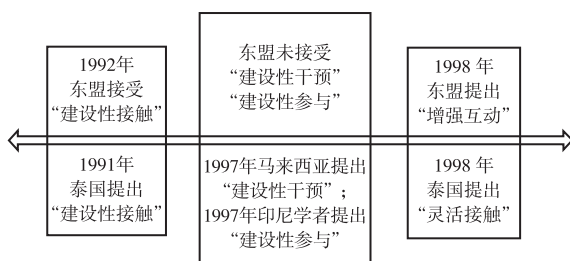 1992年
东盟接受
“建设性接触”
1991年
泰国提出
“建设性接触”
东盟未接受
“建设性干预”
“建设性参与”
1997年马来西亚提出
“建设性干预”；
1997年印尼学者提出
“建设性参与”
1998 年
东盟提出
“增强互动”
1998 年
泰国提出
“灵活接触”